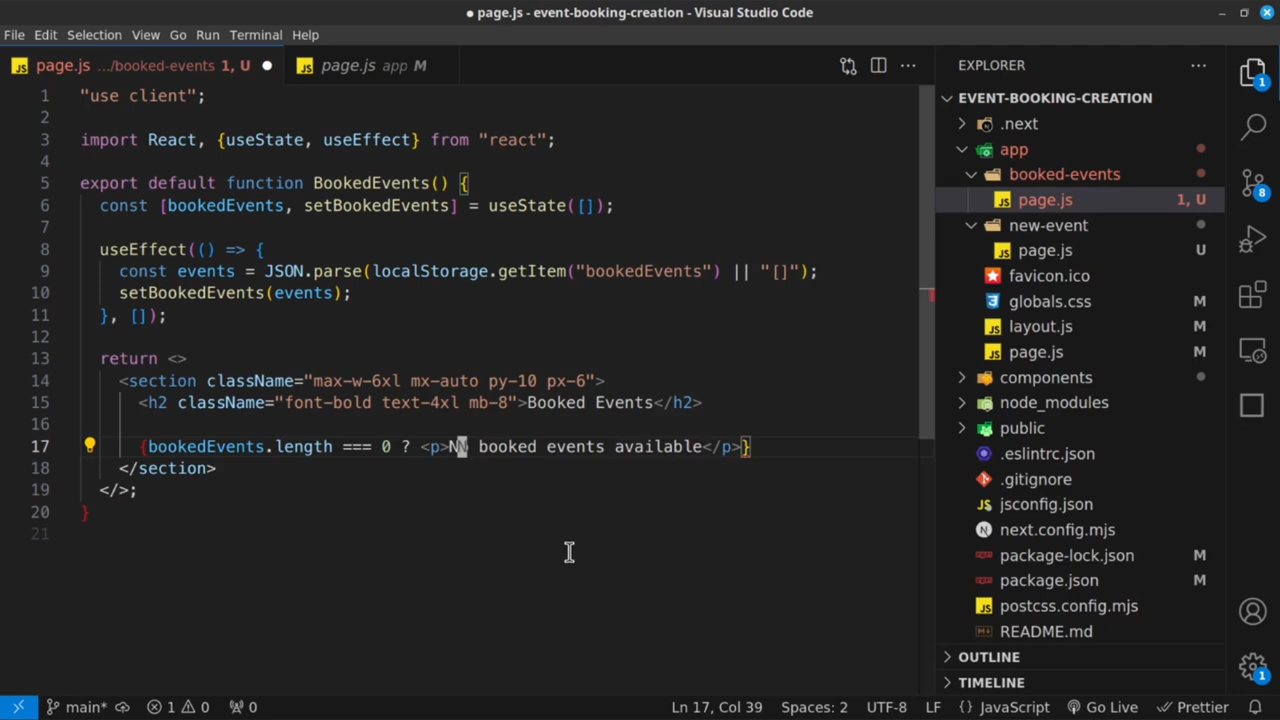 page.js - event-booking-creation - Visual Studio Code
File Edit Selection View Go Run Terminal Help
page.js .../booked-events 1, U
page.js app M
1 "use client";
2
3 import React, {useState, useEffect} from "react";
4
5 export default function BookedEvents() {
6 const [bookedEvents, setBookedEvents] = useState([]);
7
8 useEffect(() => {
9 const events = JSON.parse(localStorage.getItem("bookedEvents") || "[]");
10 setBookedEvents(events);
11 }, []);
12
13 return <>
14 <section className="max-w-6xl mx-auto py-10 px-6">
15 <h2 className="font-bold text-4xl mb-8">Booked Events</h2>
16
17 {bookedEvents.length === 0 ? <p>N booked events available</p>}
18 </section>
19 </>;
20 }
21
EXPLORER
EVENT-BOOKING-CREATION
.next
app
booked-events
page.js 1, U
new-event
page.js U
favicon.ico
globals.css M
layout.js M
page.js M
components
node_modules
public
.eslintrc.json
.gitignore
jsconfig.json
next.config.mjs
package-lock.json M
package.json M
postcss.config.mjs
README.md
OUTLINE
TIMELINE
1
8
1
main* 1 0 0 Ln 17, Col 39 Spaces: 2 UTF-8 LF {} JavaScript Go Live Prettier